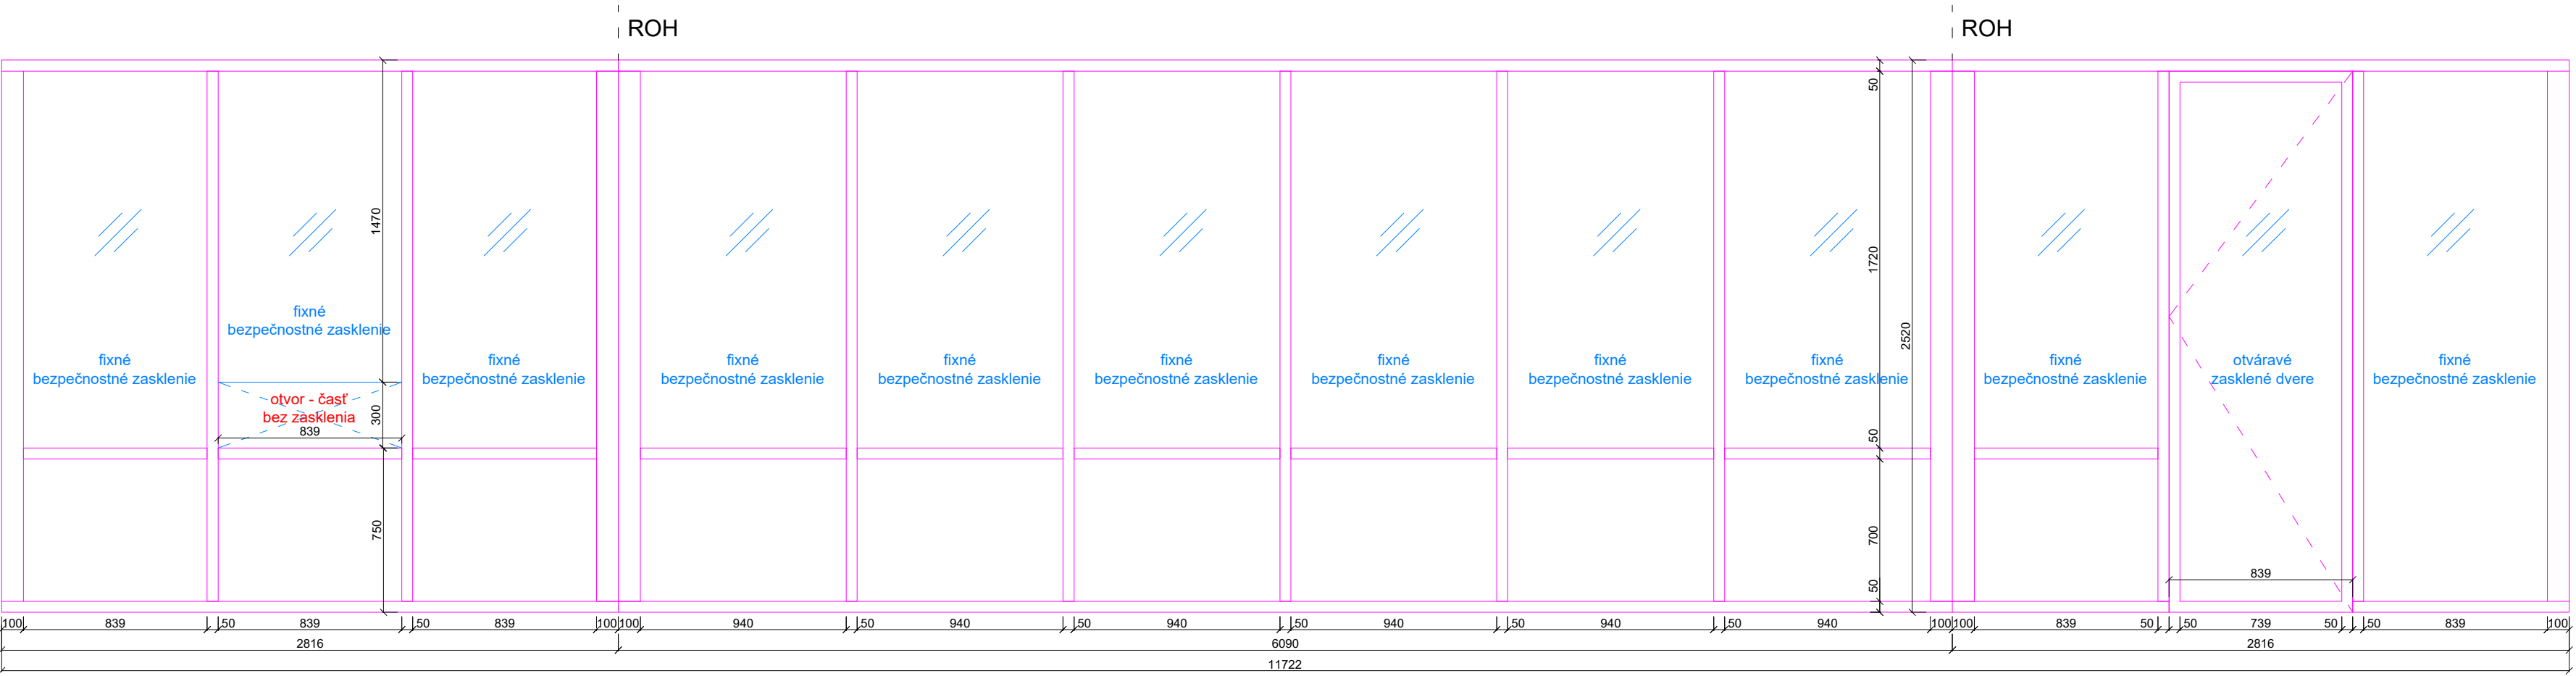 ROH
ROH
50
1470
1720
2520
fixné
bezpečnostné zasklenie
fixné
bezpečnostné zasklenie
fixné
bezpečnostné zasklenie
fixné
bezpečnostné zasklenie
fixné
bezpečnostné zasklenie
fixné
bezpečnostné zasklenie
fixné
bezpečnostné zasklenie
fixné
bezpečnostné zasklenie
fixné
bezpečnostné zasklenie
fixné
bezpečnostné zasklenie
otváravé
zasklené dvere
fixné
bezpečnostné zasklenie
otvor - časť
bez zasklenia
300
839
50
750
700
50
839
100 839 50 839 50 839 100 100 940 50 940 50 940 50 940 50 940 50 940 100 100 839 50 50 739 50 50 839 100
2816 6090 2816
11722